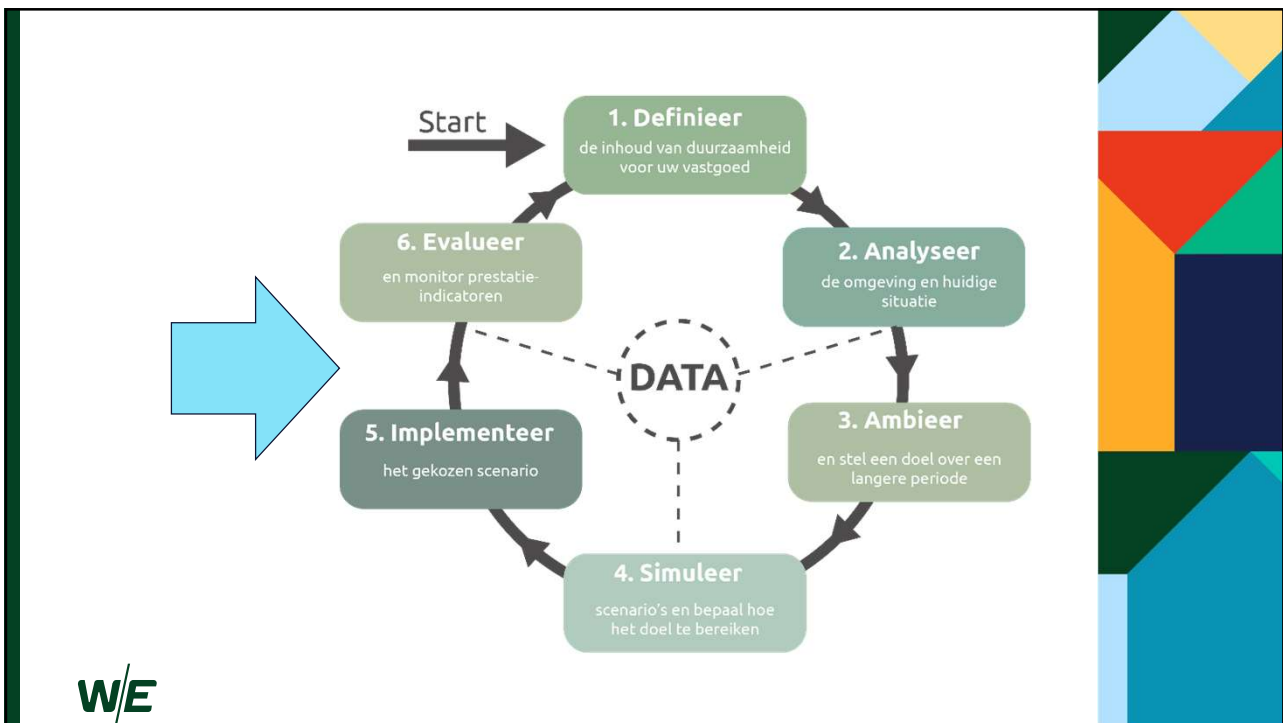 Start
1. Definieer
de inhoud van duurzaamheid
voor uw vastgoed
2. Analyseer
de omgeving en huidige
situatie
3. Ambieer
en stel een doel over een
langere periode
4. Simuleer
scenario's en bepaal hoe
het doel te bereiken
5. Implementeer
het gekozen scenario
6. Evalueer
en monitor prestatie-
indicatoren
DATA
W/E